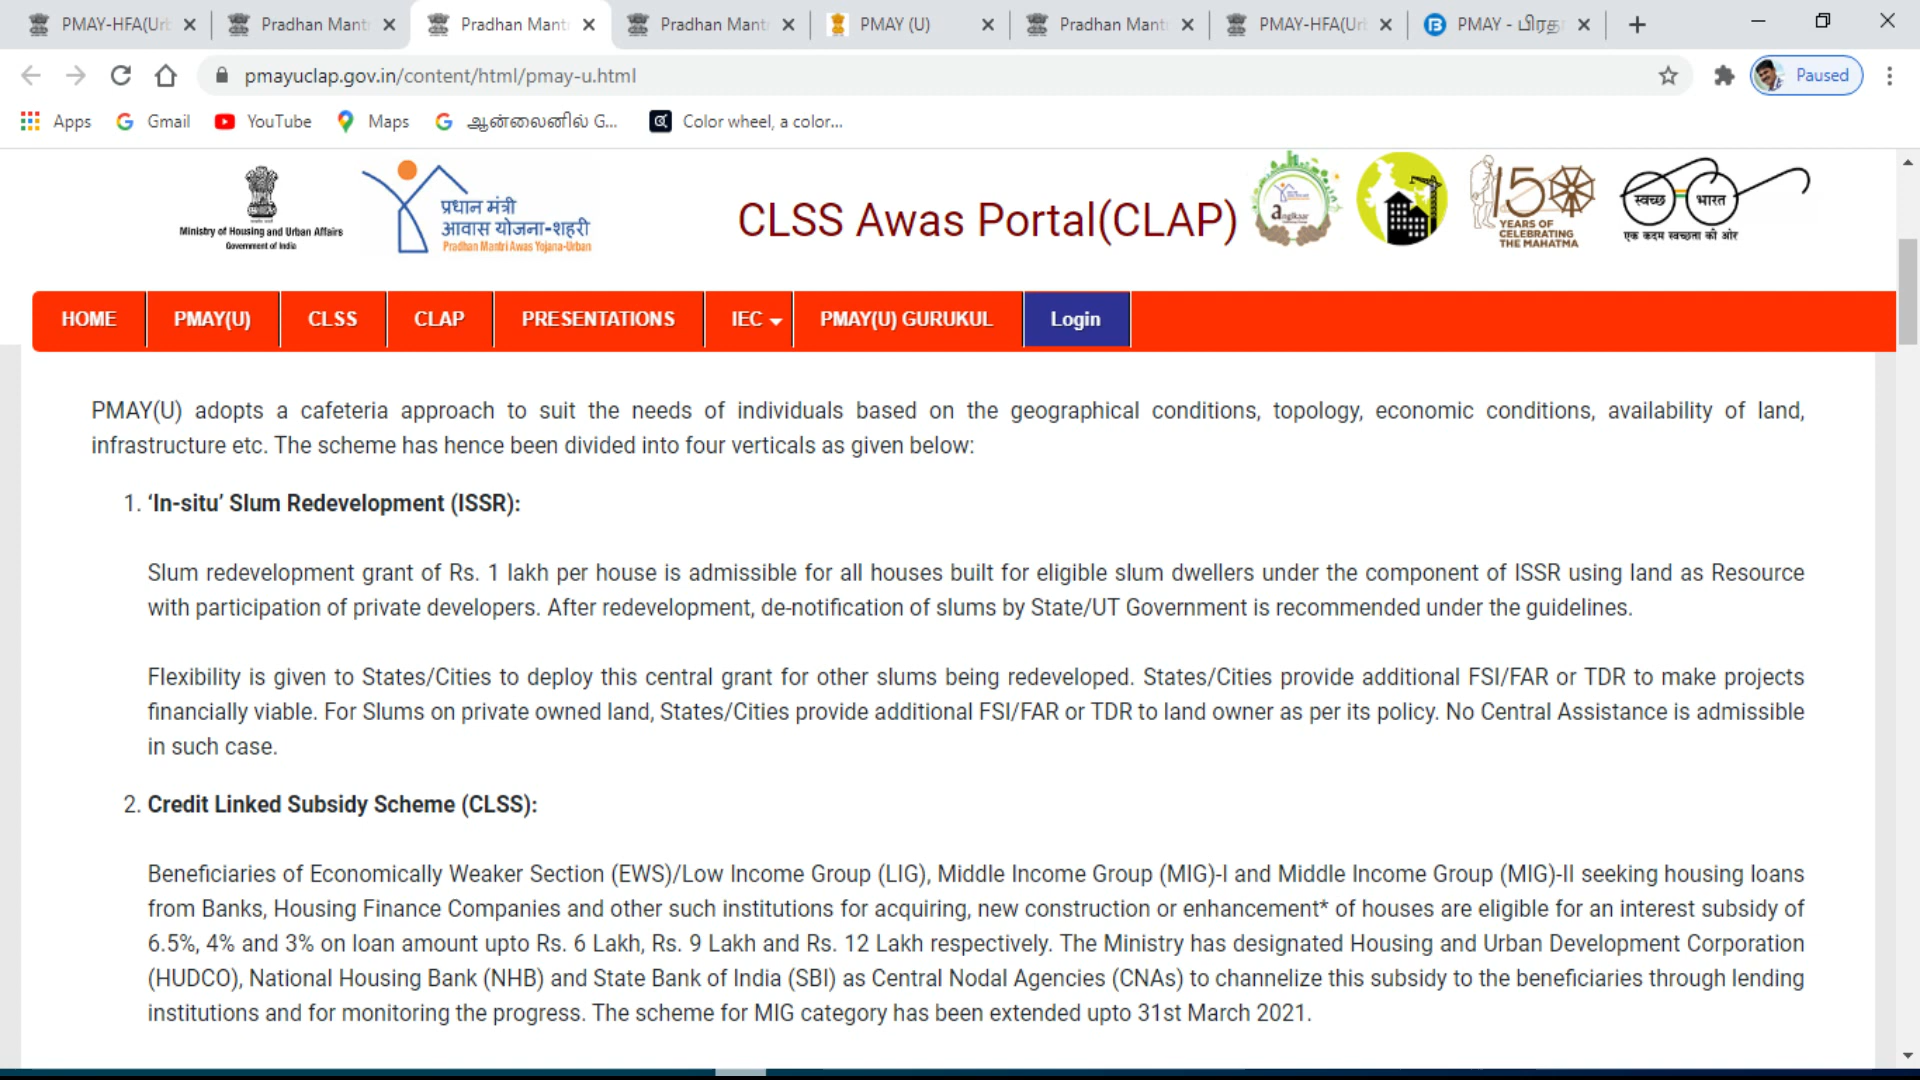 PMAY-HFA(Urb
Pradhan Mantr
Pradhan Mantr
Pradhan Mantr
PMAY (U)
Pradhan Mantr
PMAY-HFA(Urb
PMAY - பிரத
pmayuclap.gov.in/content/html/pmay-u.html
Paused
Apps
Gmail
YouTube
Maps
ஆன்லைனில் G...
Color wheel, a color...
Ministry of Housing and Urban Affairs
Government of India
प्रधान मंत्री
आवास योजना-शहरी
Pradhan Mantri Awas Yojana-Urban
CLSS Awas Portal(CLAP)
angikaar
150
YEARS OF
CELEBRATING
THE MAHATMA
स्वच्छ भारत
एक कदम स्वच्छता की ओर
HOME
PMAY(U)
CLSS
CLAP
PRESENTATIONS
IEC
PMAY(U) GURUKUL
Login
PMAY(U) adopts a cafeteria approach to suit the needs of individuals based on the geographical conditions, topology, economic conditions, availability of land,
infrastructure etc. The scheme has hence been divided into four verticals as given below:
1. ‘In-situ’ Slum Redevelopment (ISSR):
Slum redevelopment grant of Rs. 1 lakh per house is admissible for all houses built for eligible slum dwellers under the component of ISSR using land as Resource
with participation of private developers. After redevelopment, de-notification of slums by State/UT Government is recommended under the guidelines.
Flexibility is given to States/Cities to deploy this central grant for other slums being redeveloped. States/Cities provide additional FSI/FAR or TDR to make projects
financially viable. For Slums on private owned land, States/Cities provide additional FSI/FAR or TDR to land owner as per its policy. No Central Assistance is admissible
in such case.
2. Credit Linked Subsidy Scheme (CLSS):
Beneficiaries of Economically Weaker Section (EWS)/Low Income Group (LIG), Middle Income Group (MIG)-I and Middle Income Group (MIG)-II seeking housing loans
from Banks, Housing Finance Companies and other such institutions for acquiring, new construction or enhancement* of houses are eligible for an interest subsidy of
6.5%, 4% and 3% on loan amount upto Rs. 6 Lakh, Rs. 9 Lakh and Rs. 12 Lakh respectively. The Ministry has designated Housing and Urban Development Corporation
(HUDCO), National Housing Bank (NHB) and State Bank of India (SBI) as Central Nodal Agencies (CNAs) to channelize this subsidy to the beneficiaries through lending
institutions and for monitoring the progress. The scheme for MIG category has been extended upto 31st March 2021.